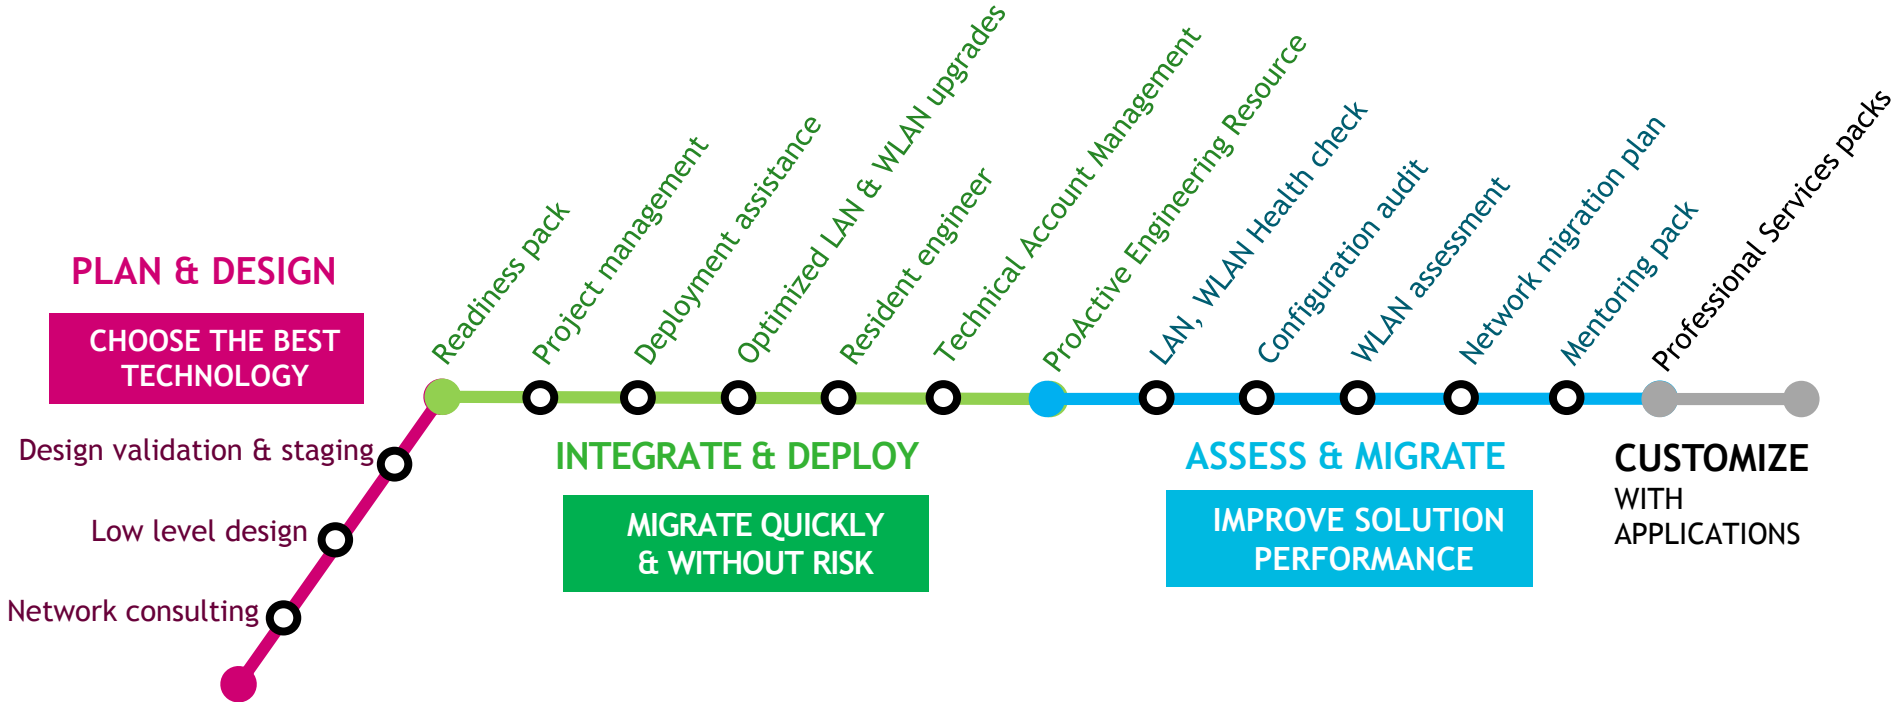 PLAN & DESIGN
CHOOSE THE BEST
TECHNOLOGY
Design validation & staging
Low level design
Network consulting
Readiness pack
Project management
Deployment assistance
Optimized LAN & WLAN upgrades
Resident engineer
Technical Account Management
ProActive Engineering Resource
INTEGRATE & DEPLOY
MIGRATE QUICKLY
& WITHOUT RISK
LAN, WLAN Health check
Configuration audit
WLAN assessment
Network migration plan
Mentoring pack
ASSESS & MIGRATE
IMPROVE SOLUTION
PERFORMANCE
Professional Services packs
CUSTOMIZE
WITH
APPLICATIONS